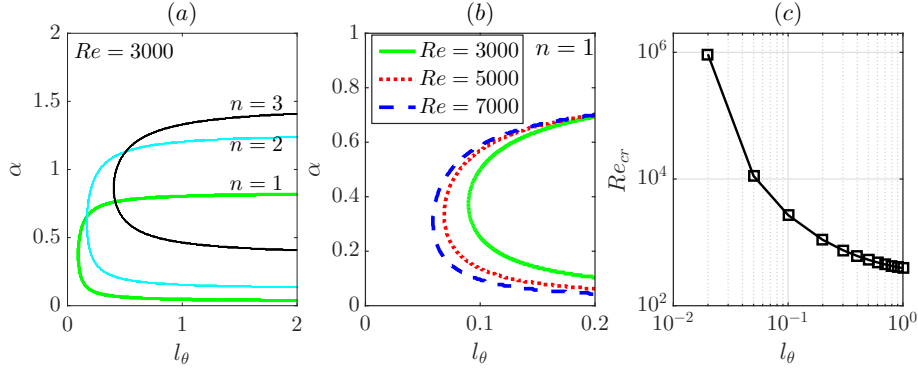 (a)
Re = 3000
n = 3
n = 2
n = 1
α
2
1.5
1
0.5
0
0
1
2
l_θ
(b)
Re = 3000
Re = 5000
Re = 7000
n = 1
α
1
0.8
0.6
0.4
0.2
0
0
0.1
0.2
l_θ
(c)
Re_cr
10^6
10^4
10^2
10^-2
10^-1
10^0
l_θ